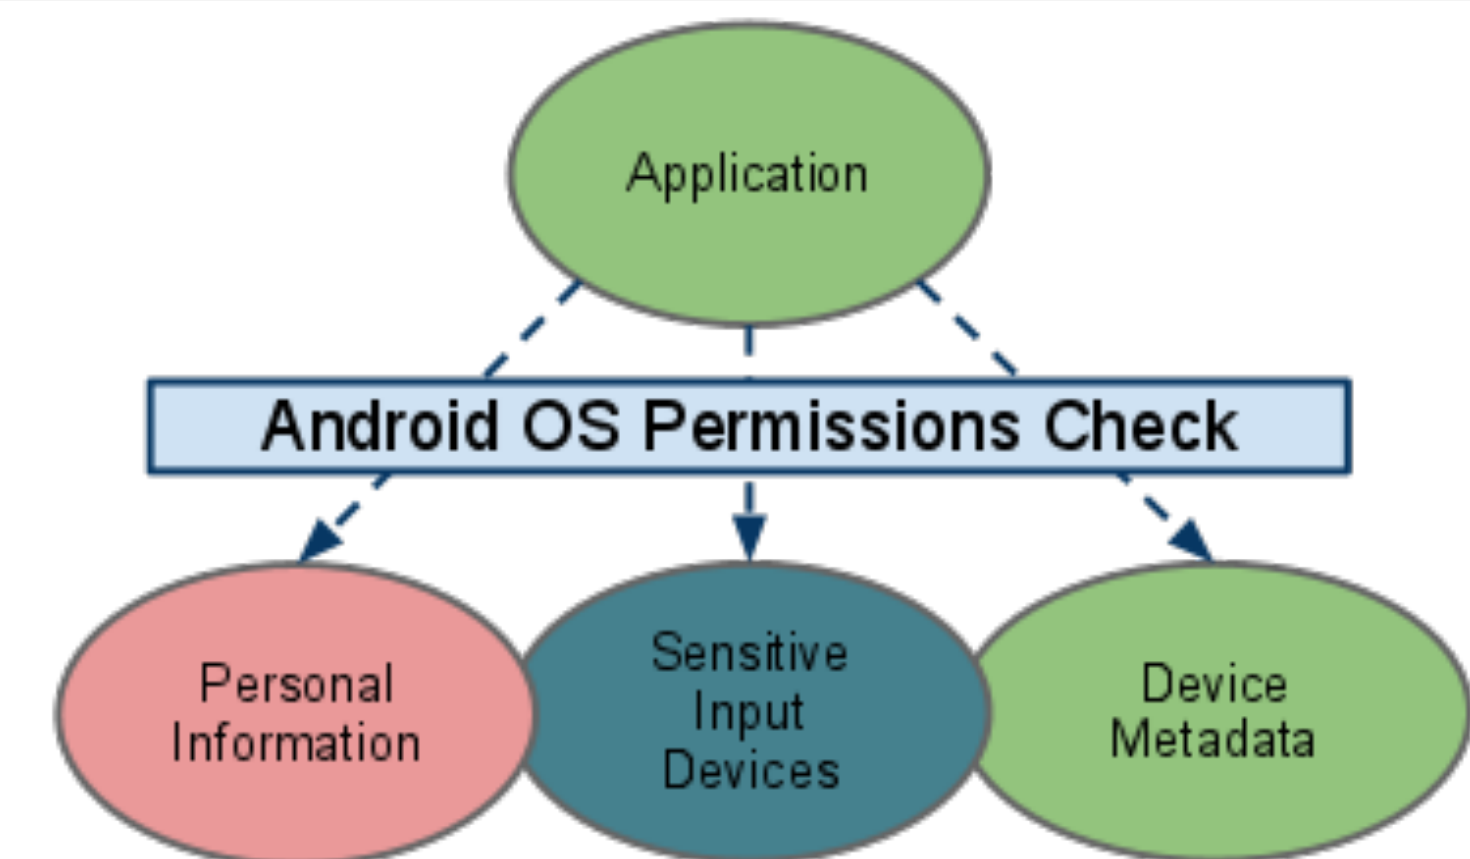 Application
Android OS Permissions Check
Personal
Information
Sensitive
Input
Devices
Device
Metadata